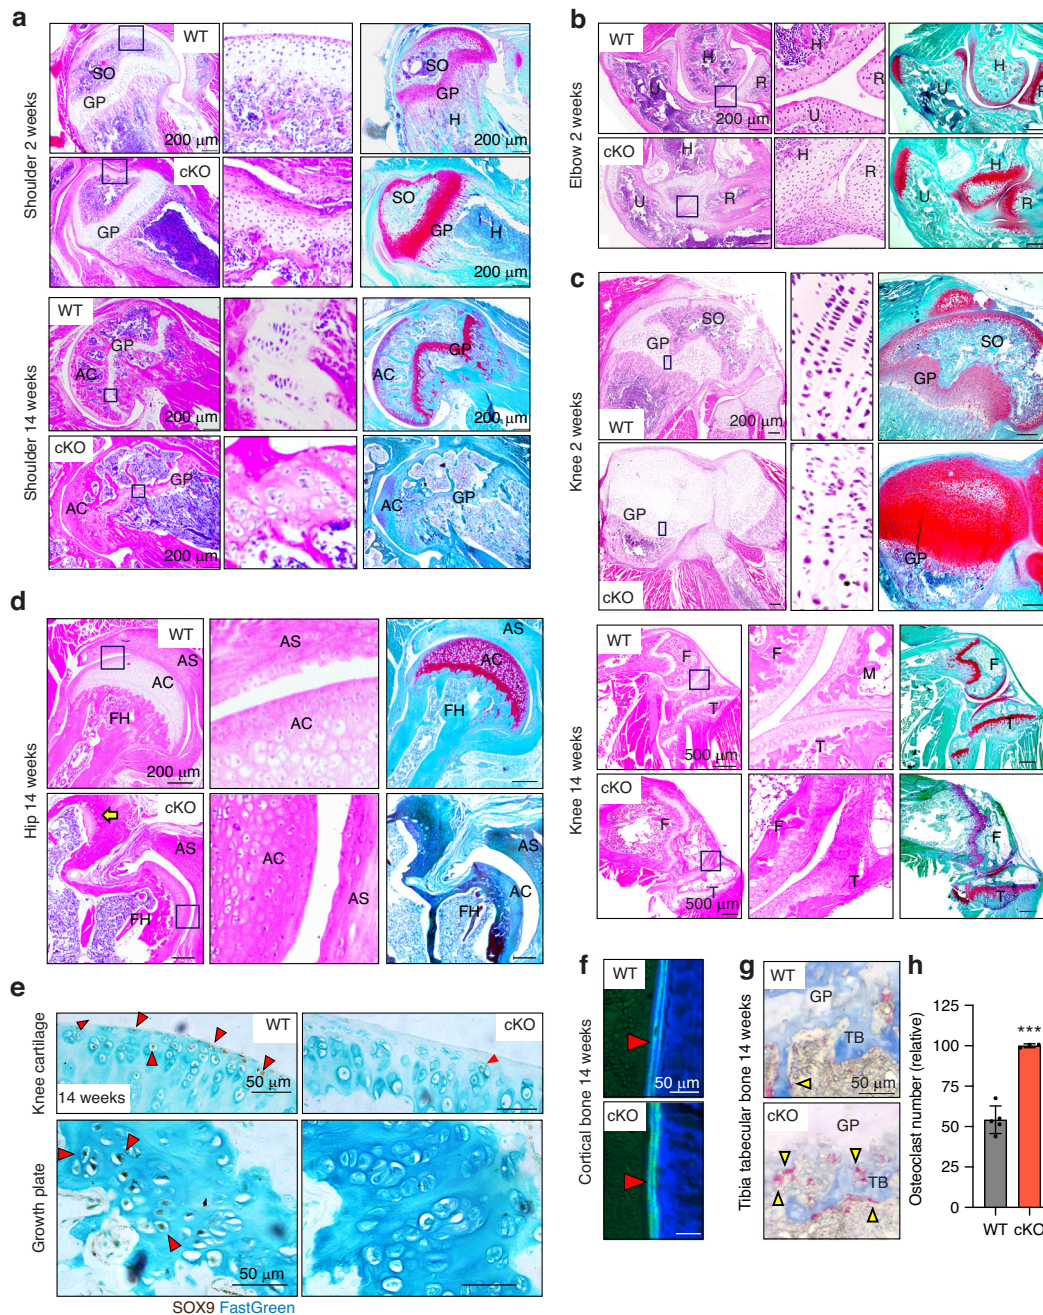 a
Shoulder 2 weeks
WT
SO
GP
200 µm
SO
GP
H
cKO
GP
200 µm
SO
GP
H
200 µm
Shoulder 14 weeks
WT
GP
AC
200 µm
GP
AC
cKO
GP
AC
200 µm
GP
AC
b
Elbow 2 weeks
WT
H
U
R
200 µm
H
R
U
H
U
R
cKO
H
R
U
H
R
H
U
R
c
Knee 2 weeks
SO
GP
WT
200 µm
SO
GP
GP
cKO
GP
Knee 14 weeks
WT
F
T
500 µm
F
M
T
F
T
cKO
F
T
500 µm
F
T
F
T
d
Hip 14 weeks
WT
AS
AC
FH
200 µm
AS
AC
AS
AC
FH
cKO
AS
FH
AC
AS
AS
AC
FH
e
Knee cartilage
WT
14 weeks
50 µm
cKO
Growth plate
50 µm
SOX9 FastGreen
f
Cortical bone 14 weeks
WT
50 µm
cKO
g
Tibia tabecular bone 14 weeks
WT
GP
TB
50 µm
cKO
GP
TB
h
Osteoclast number (relative)
125
100
75
50
25
0
***
WT
cKO